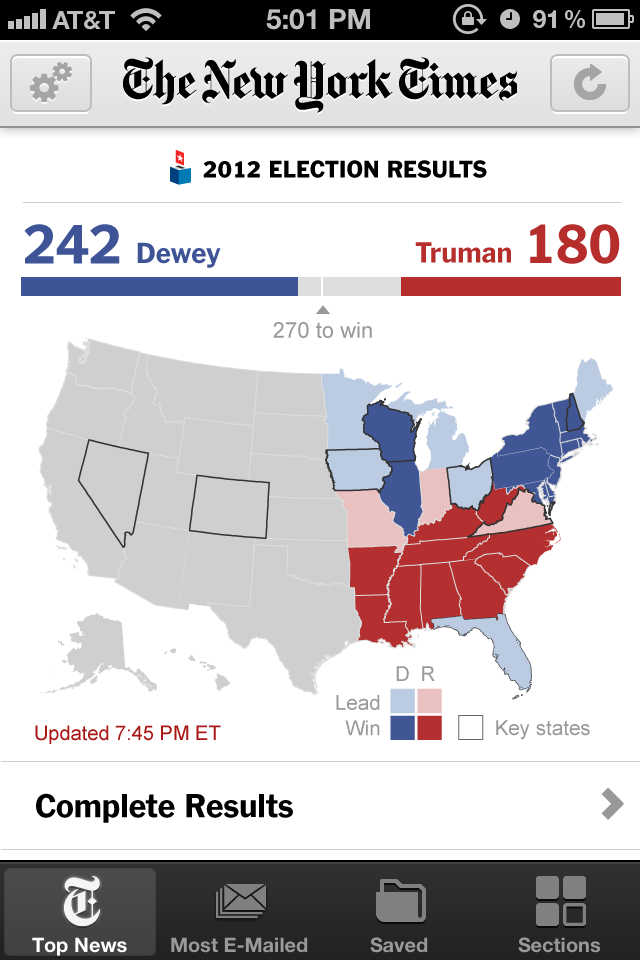 AT&T 5:01 PM 91 %
The New York Times
2012 ELECTION RESULTS
242 Dewey Truman 180
270 to win
D R
Lead
Win Key states
Updated 7:45 PM ET
Complete Results
T
Top News Most E-Mailed Saved Sections